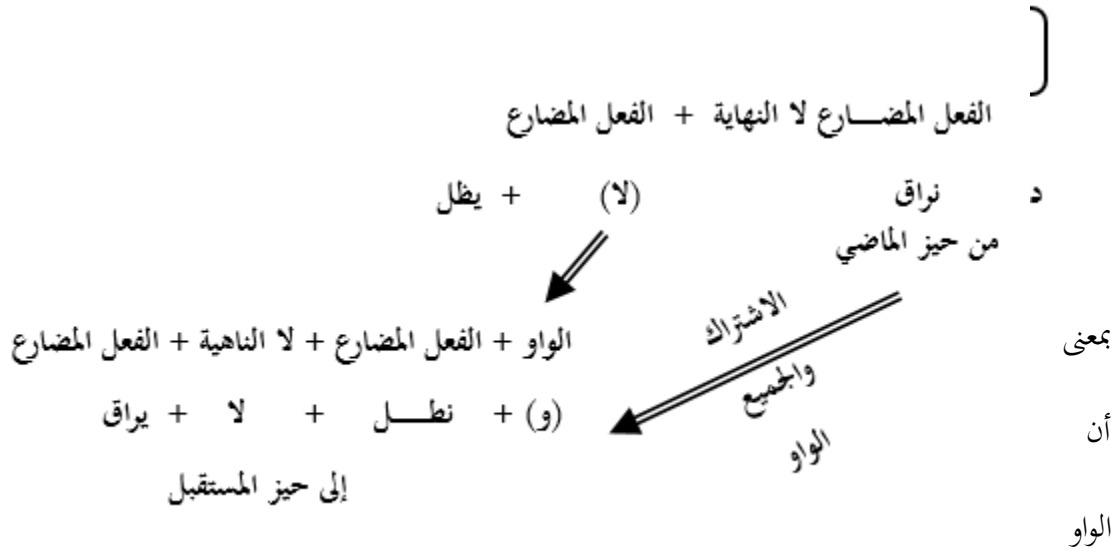 الفعل المضـــارع لا النهاية + الفعل المضارع
د نراق (لا) + يظل
من حيز الماضي
الاشتراك
والجميع
الواو
الواو + الفعل المضارع + لا الناهية + الفعل المضارع
(و) + نطـــل + لا + يراق
إلى حيز المستقبل
بمعنى
أن
الواو